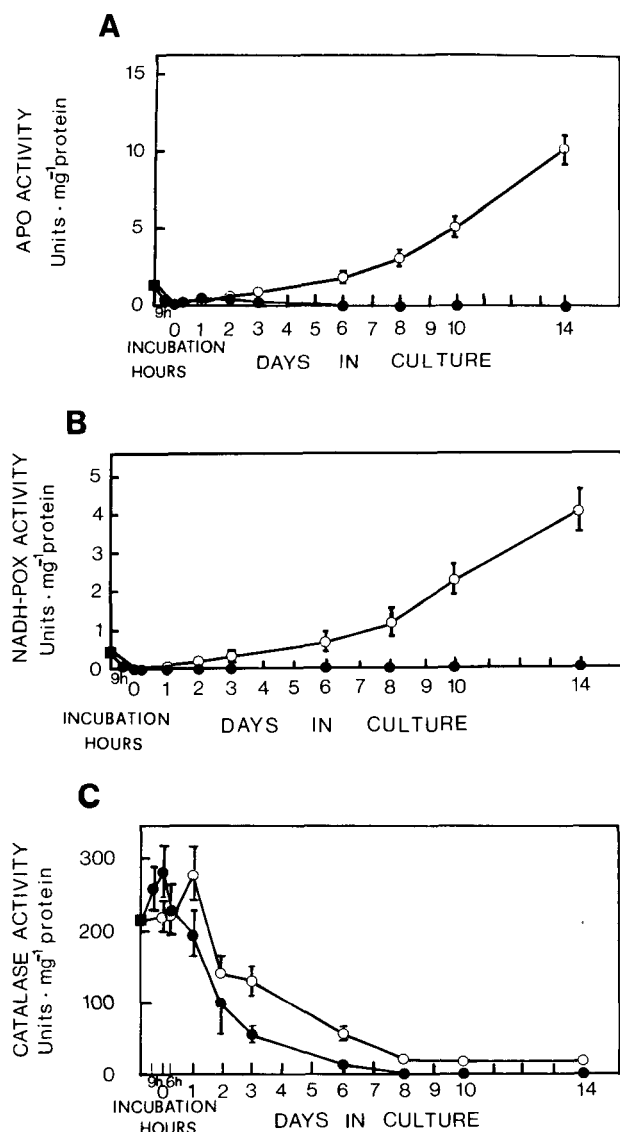 A
APO ACTIVITY
Units · mg⁻¹ protein
15
10
5
0
9h 0 1 2 3 6 7 8 9 10 14
INCUBATION
HOURS
DAYS IN CULTURE
B
NADH-POX ACTIVITY
Units · mg⁻¹ protein
5
4
3
2
1
0
9h 0 1 2 3 4 5 6 7 8 9 10 14
INCUBATION
HOURS
DAYS IN CULTURE
C
CATALASE ACTIVITY
Units · mg⁻¹ protein
300
200
100
0
9h 0 6h 1 2 3 4 5 6 7 8 9 10 14
INCUBATION
HOURS
DAYS IN CULTURE